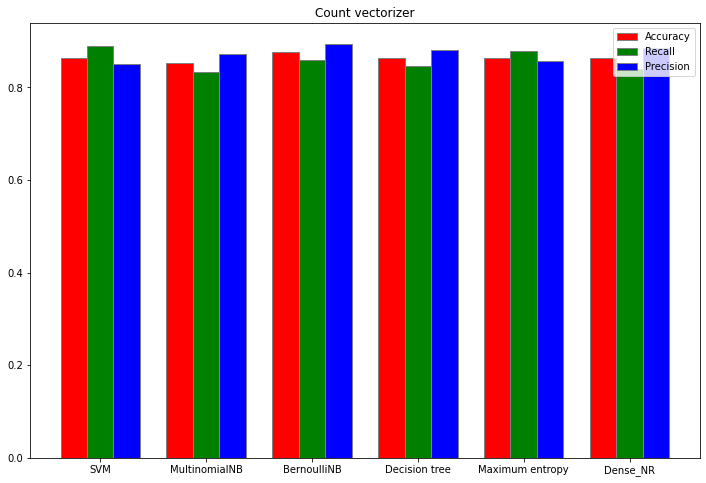 Count vectorizer
Accuracy
Recall
Precision
0.8
0.6
0.4
0.2
0.0
SVM MultinomialNB BernoulliNB Decision tree Maximum entropy Dense_NR